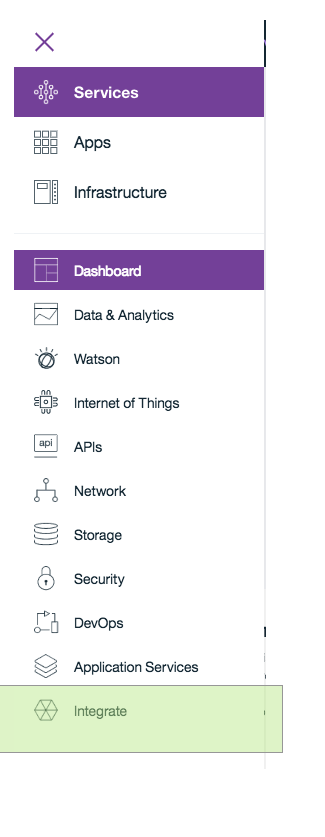 Services
Apps
Infrastructure
Dashboard
Data & Analytics
Watson
Internet of Things
api
APIs
Network
Storage
Security
DevOps
Application Services
Integrate